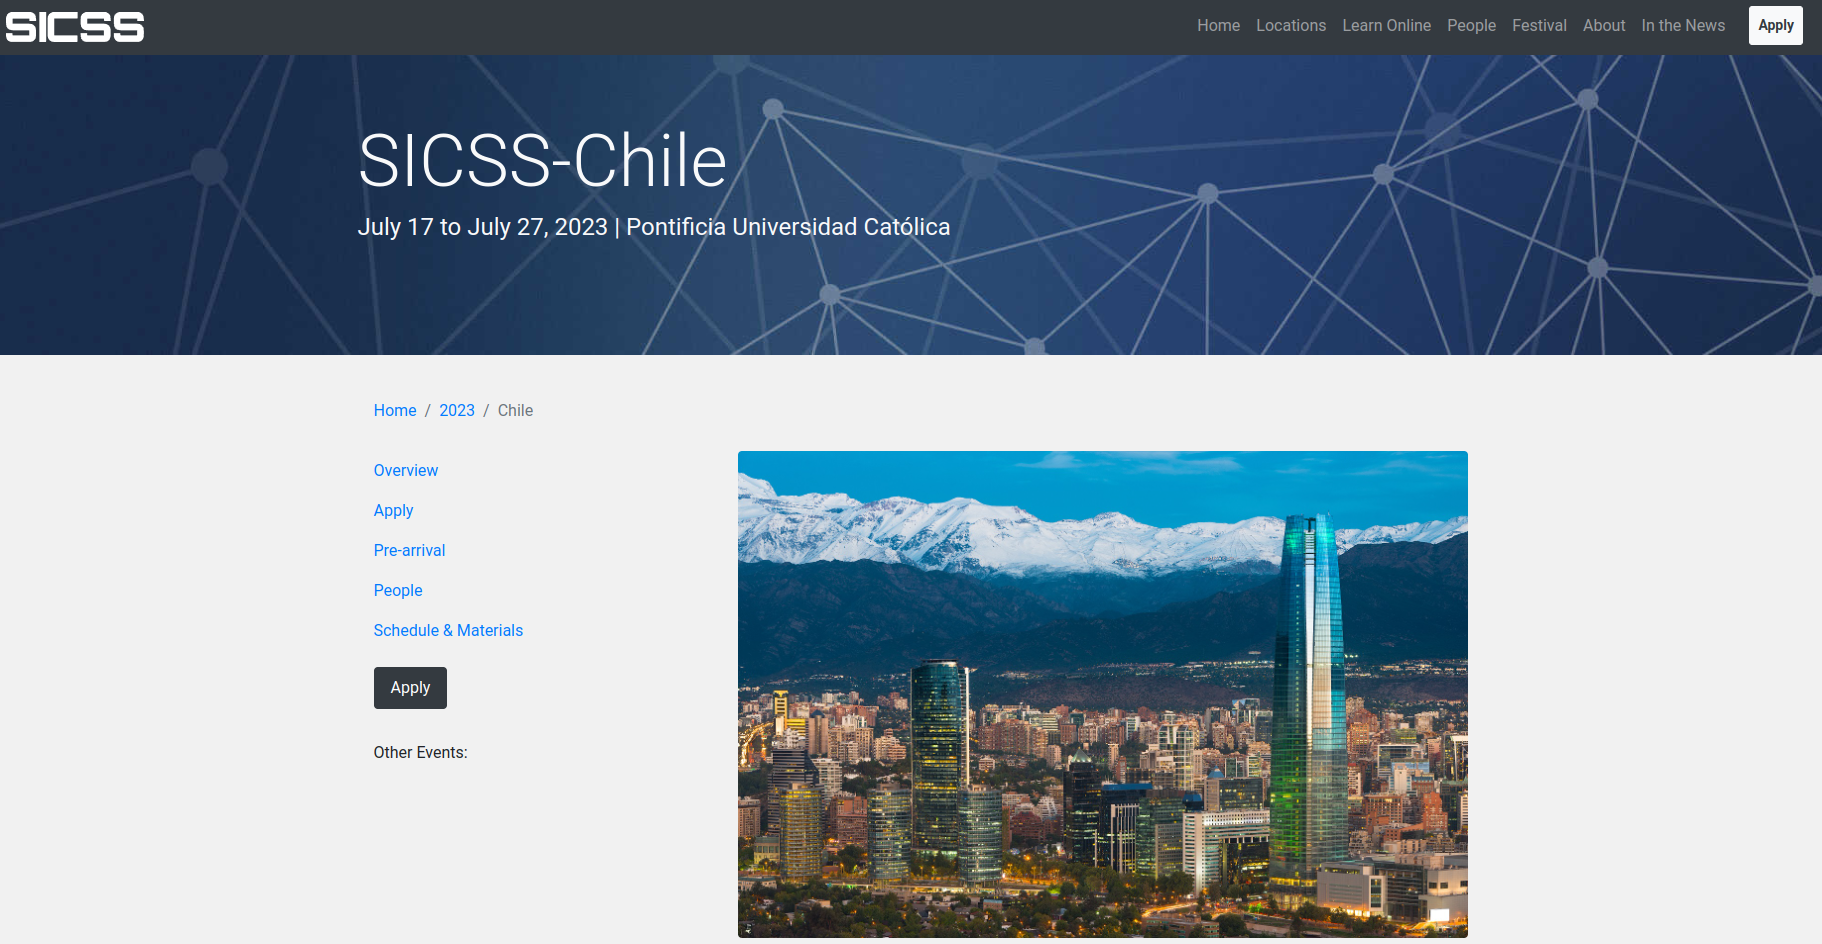 SICSS
Home Locations Learn Online People Festival About In the News Apply
SICSS-Chile
July 17 to July 27, 2023 | Pontificia Universidad Católica
Home / 2023 / Chile
Overview
Apply
Pre-arrival
People
Schedule & Materials
Apply
Other Events: